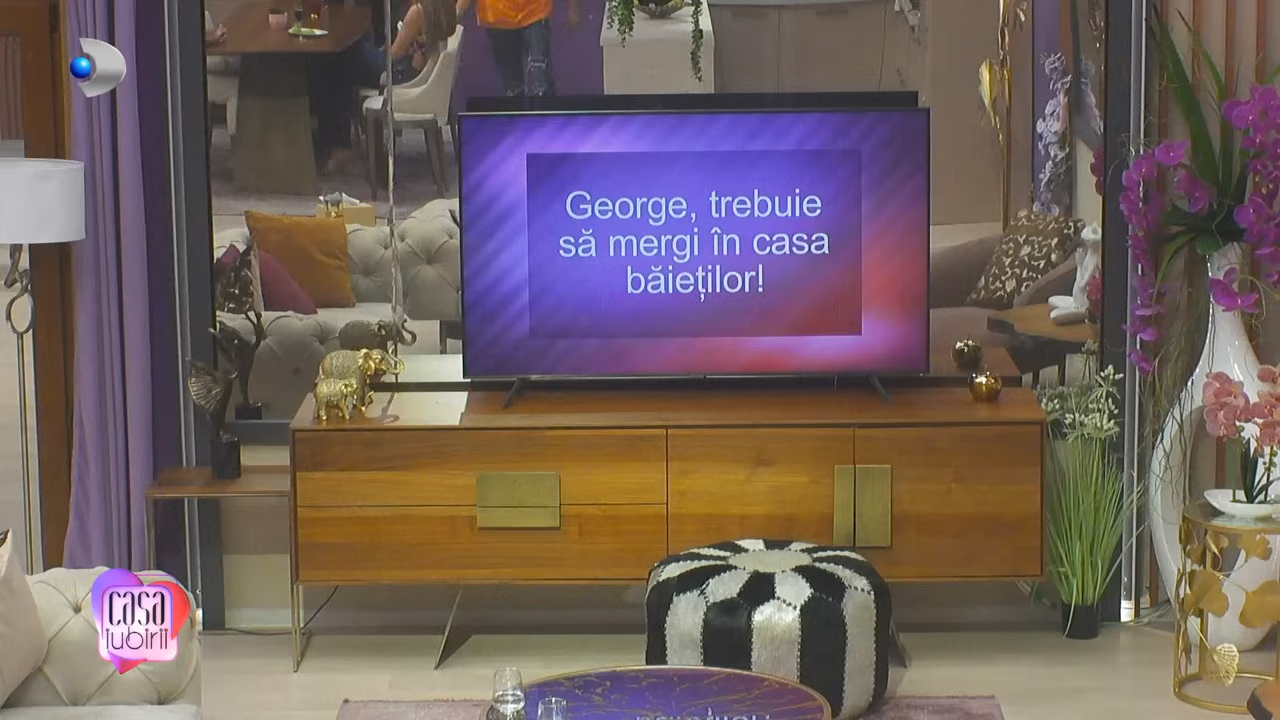 George, trebuie
să mergi în casa
băieților!
casa
iubirii